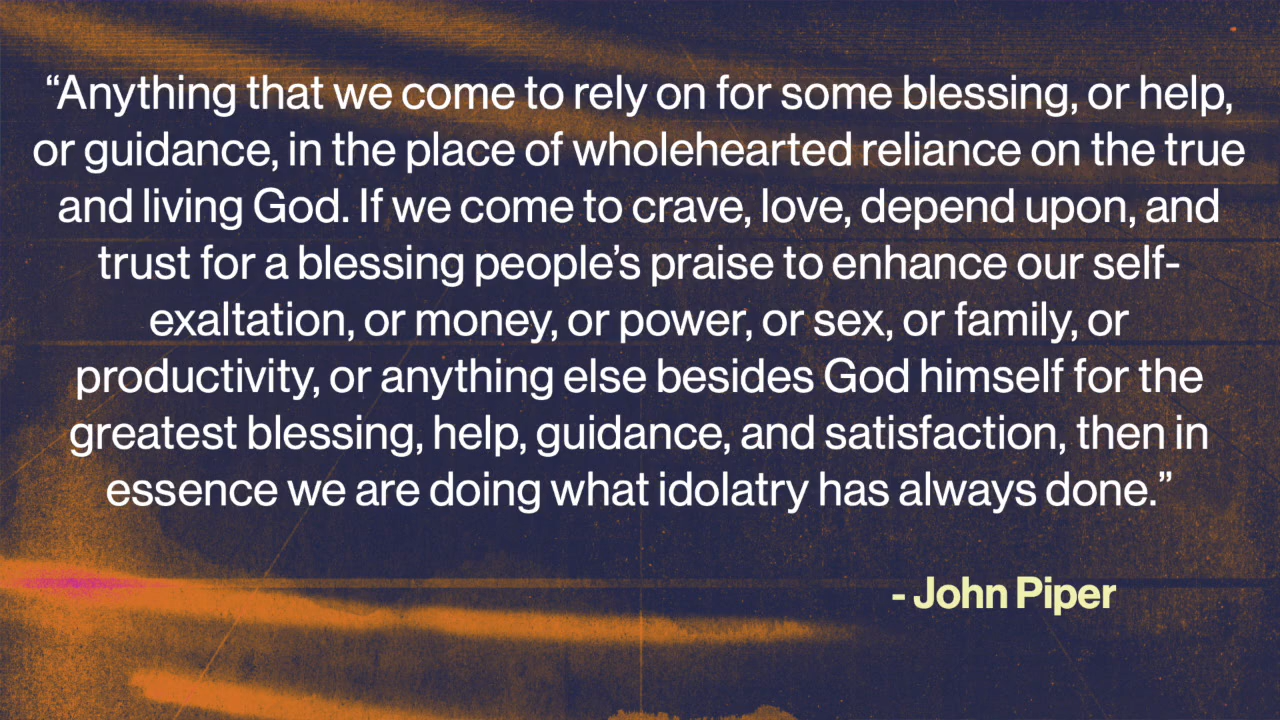 “Anything that we come to rely on for some blessing, or help,
or guidance, in the place of wholehearted reliance on the true
and living God. If we come to crave, love, depend upon, and
trust for a blessing people’s praise to enhance our self-
exaltation, or money, or power, or sex, or family, or
productivity, or anything else besides God himself for the
greatest blessing, help, guidance, and satisfaction, then in
essence we are doing what idolatry has always done.”
- John Piper